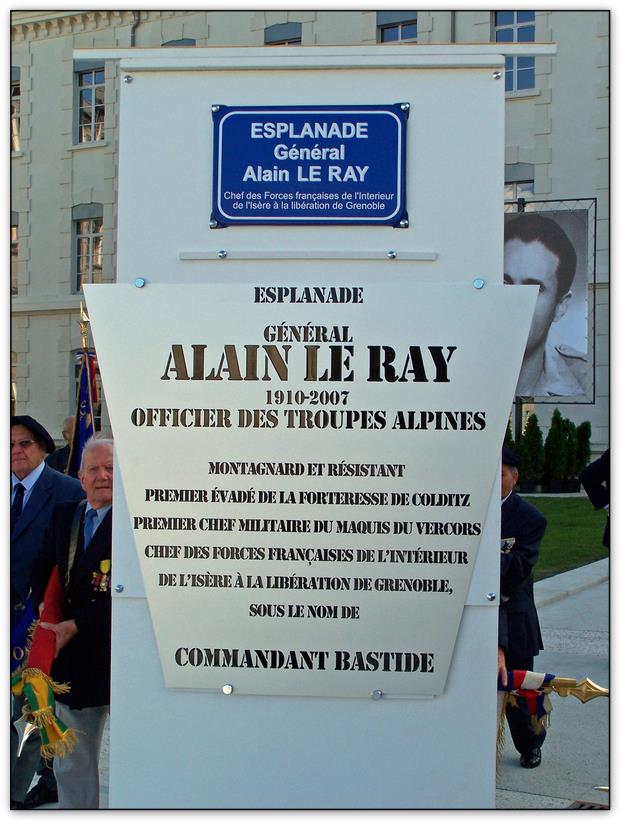 ESPLANADE
Général
Alain LE RAY
Chef des Forces françaises de l'Interieur
de l'Isère à la libération de Grenoble
ESPLANADE
GÉNÉRAL
ALAIN LE RAY
1910-2007
OFFICIER DES TROUPES ALPINES
MONTAGNARD ET RÉSISTANT
PREMIER ÉVADÉ DE LA FORTERESSE DE COLDITZ
PREMIER CHEF MILITAIRE DU MAQUIS DU VERCORS
CHEF DES FORCES FRANÇAISES DE L'INTÉRIEUR
DE L'ISÈRE À LA LIBÉRATION DE GRENOBLE,
SOUS LE NOM DE
COMMANDANT BASTIDE